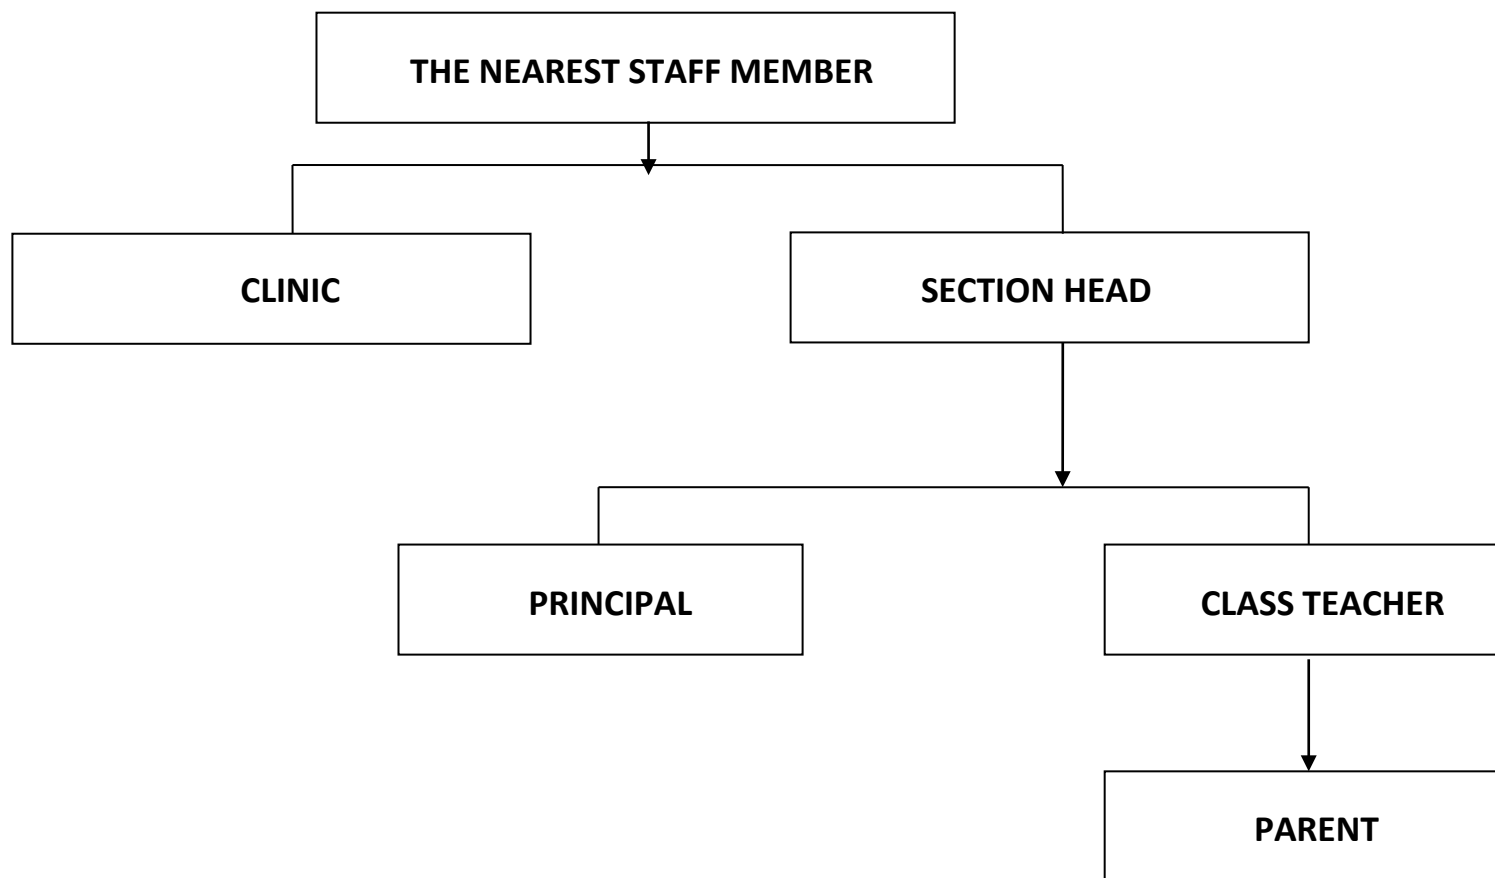 THE NEAREST STAFF MEMBER
CLINIC
SECTION HEAD
PRINCIPAL
CLASS TEACHER
PARENT